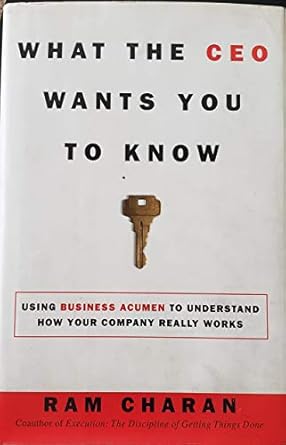 WHAT THE CEO
WANTS YOU
TO KNOW
USING BUSINESS ACUMEN TO UNDERSTAND
HOW YOUR COMPANY REALLY WORKS
RAM CHARAN
Coauthor of Execution: The Discipline of Getting Things Done